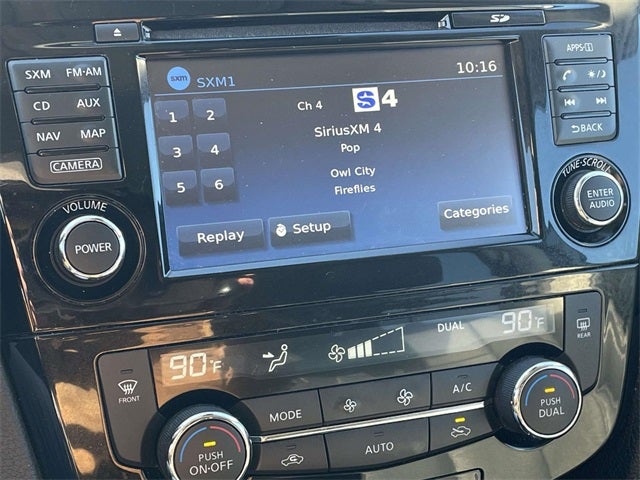 SD
SXM FM·AM
CD AUX
NAV MAP
CAMERA
VOLUME
POWER
sxm SXM1 10:16
1 2
3 4
5 6
Ch 4 S 4
SiriusXM 4
Pop
Owl City
Fireflies
Replay Setup Categories
APPS·i
BACK
TUNE·SCROLL
ENTER
AUDIO
90°F DUAL 90°F
FRONT
REAR
MODE A/C
AUTO
PUSH
ON·OFF
PUSH
DUAL